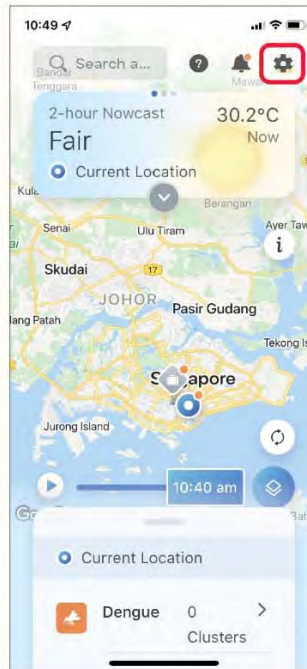 10:49
Search a...
Bandar
Tenggara
Mawai
2-hour Nowcast
30.2°C
Fair
Now
Current Location
Kula
Berangan
Senai
Ulu Tiram
Ayer Taw
i
Skudai
17
JOHOR
Pasir Gudang
lang Patah
Tekong Is
Singapore
Jurong Island
10:40 am
Current Location
Dengue
0
Clusters